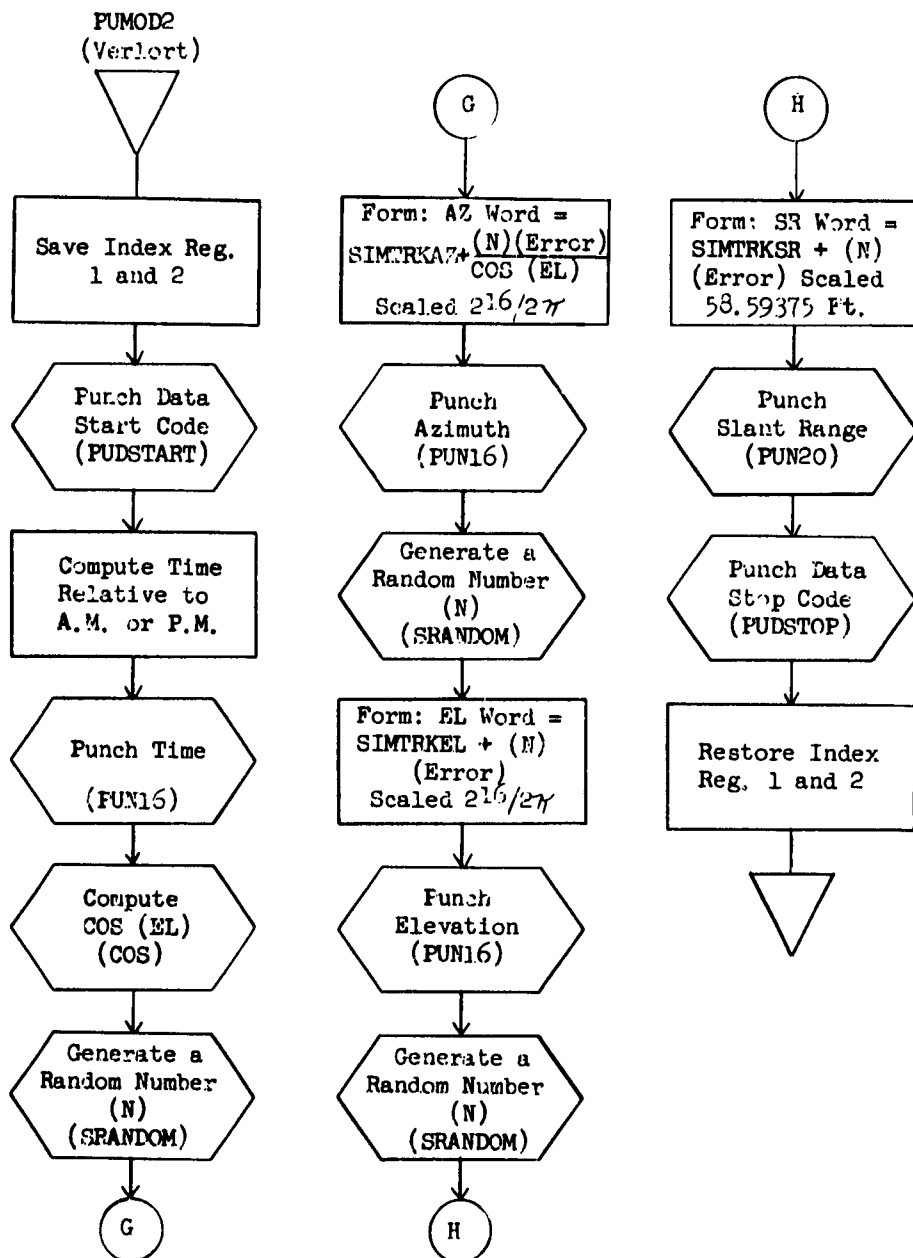 PUMOD2
(Verlort)
Save Index Reg.
1 and 2
Punch Data
Start Code
(PUDSTART)
Compute Time
Relative to
A.M. or P.M.
Punch Time
(PUN16)
Compute
COS (EL)
(COS)
Generate a
Random Number
(N)
(SRANDOM)
G
G
Form: AZ Word =
SIMTRKAZ+(N)(Error)
COS (EL)
Scaled 2^16/2π
Punch
Azimuth
(PUN16)
Generate a
Random Number
(N)
(SRANDOM)
Form: EL Word =
SIMTRKEL + (N)
(Error)
Scaled 2^16/2π
Punch
Elevation
(PUN16)
Generate a
Random Number
(N)
(SRANDOM)
H
H
Form: SR Word =
SIMTRKSR + (N)
(Error) Scaled
58.59375 Ft.
Punch
Slant Range
(PUN20)
Punch Data
Stop Code
(PUDSTOP)
Restore Index
Reg. 1 and 2